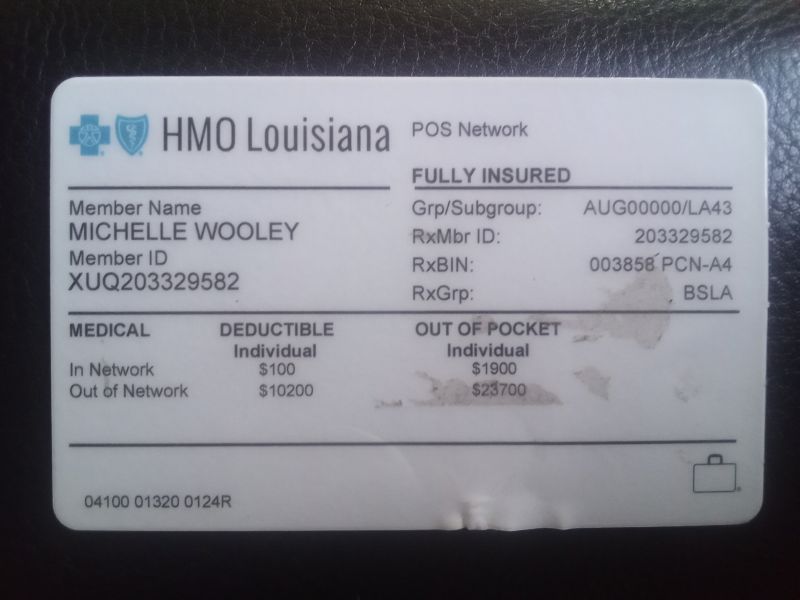 HMO Louisiana
POS Network
FULLY INSURED
Member Name
MICHELLE WOOLEY
Member ID
XUQ203329582
Grp/Subgroup: AUG00000/LA43
RxMbr ID: 203329582
RxBIN: 003858 PCN-A4
RxGrp: BSLA
MEDICAL DEDUCTIBLE OUT OF POCKET
Individual Individual
In Network $100 $1900
Out of Network $10200 $23700
04100 01320 0124R